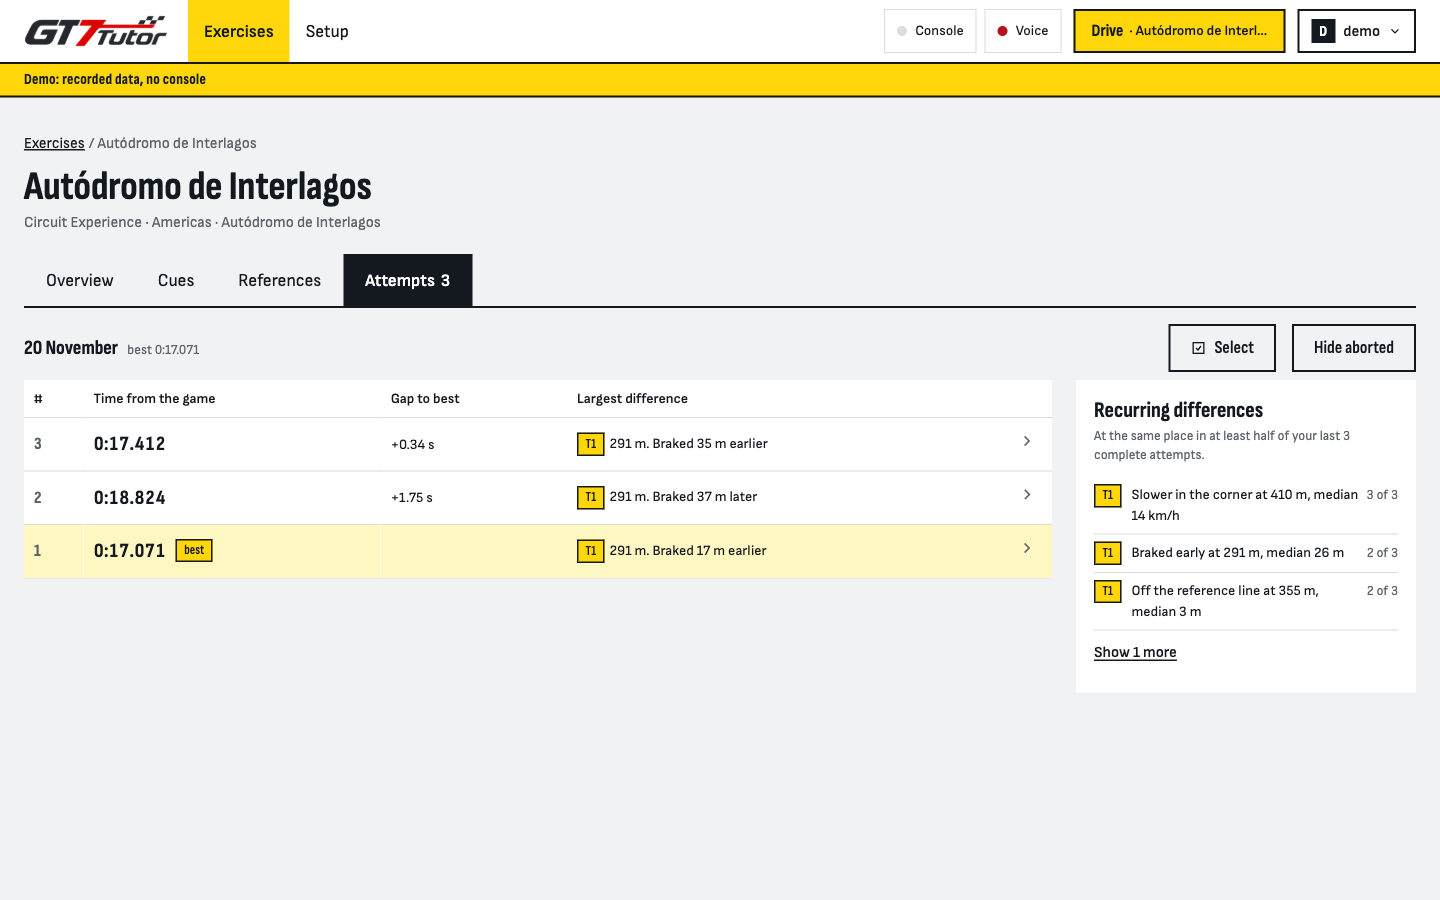 GT7 Tutor
Exercises
Setup
Console
Voice
Drive · Autódromo de Interl...
D demo
Demo: recorded data, no console
Exercises / Autódromo de Interlagos
Autódromo de Interlagos
Circuit Experience · Americas · Autódromo de Interlagos
Overview
Cues
References
Attempts 3
20 November best 0:17.071
Select
Hide aborted
# Time from the game Gap to best Largest difference
3 0:17.412 +0.34 s T1 291 m. Braked 35 m earlier
2 0:18.824 +1.75 s T1 291 m. Braked 37 m later
1 0:17.071 best T1 291 m. Braked 17 m earlier
Recurring differences
At the same place in at least half of your last 3
complete attempts.
T1 Slower in the corner at 410 m, median 3 of 3
14 km/h
T1 Braked early at 291 m, median 26 m 2 of 3
T1 Off the reference line at 355 m, 2 of 3
median 3 m
Show 1 more